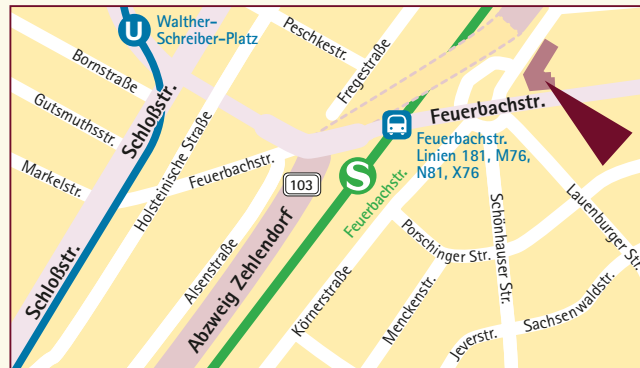 U
Walther-
Schreiber-Platz
Peschkestr.
Fregestraße
Bornstraße
Gutsmuthsstr.
Schloßstr.
Holsteinische Straße
Markelstr.
Feuerbachstr.
103
S
Feuerbachstr.
Feuerbachstr.
Feuerbachstr.
Linien 181, M76,
N81, X76
Schloßstr.
Alsenstraße
Abzweig Zehlendorf
Körnerstraße
Porschinger Str.
Menckenstr.
Schönhauser Str.
Lauenburger Str.
Jeverstr.
Sachsenwaldstr.